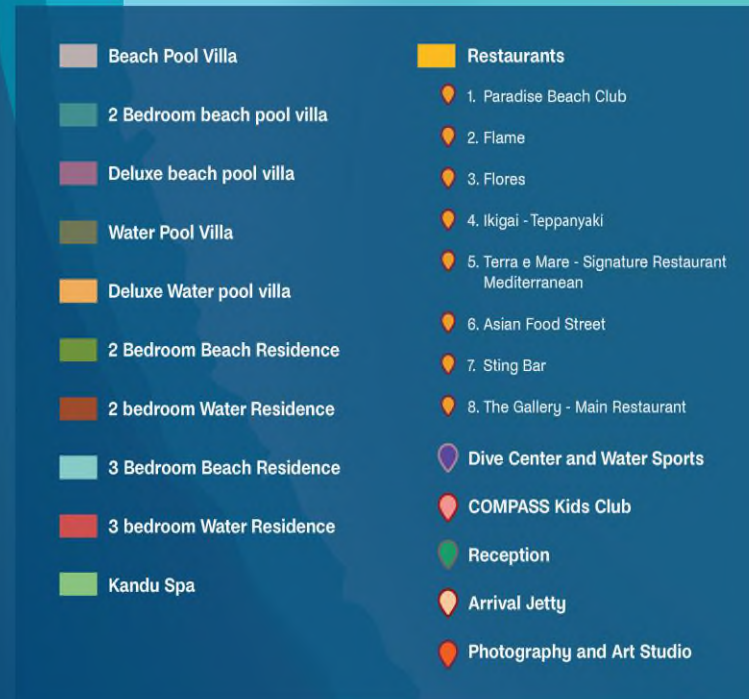 Beach Pool Villa
2 Bedroom beach pool villa
Deluxe beach pool villa
Water Pool Villa
Deluxe Water pool villa
2 Bedroom Beach Residence
2 bedroom Water Residence
3 Bedroom Beach Residence
3 bedroom Water Residence
Kandu Spa
Restaurants
1. Paradise Beach Club
2. Flame
3. Flores
4. Ikigai - Teppanyaki
5. Terra e Mare - Signature Restaurant
Mediterranean
6. Asian Food Street
7. Sting Bar
8. The Gallery - Main Restaurant
Dive Center and Water Sports
COMPASS Kids Club
Reception
Arrival Jetty
Photography and Art Studio